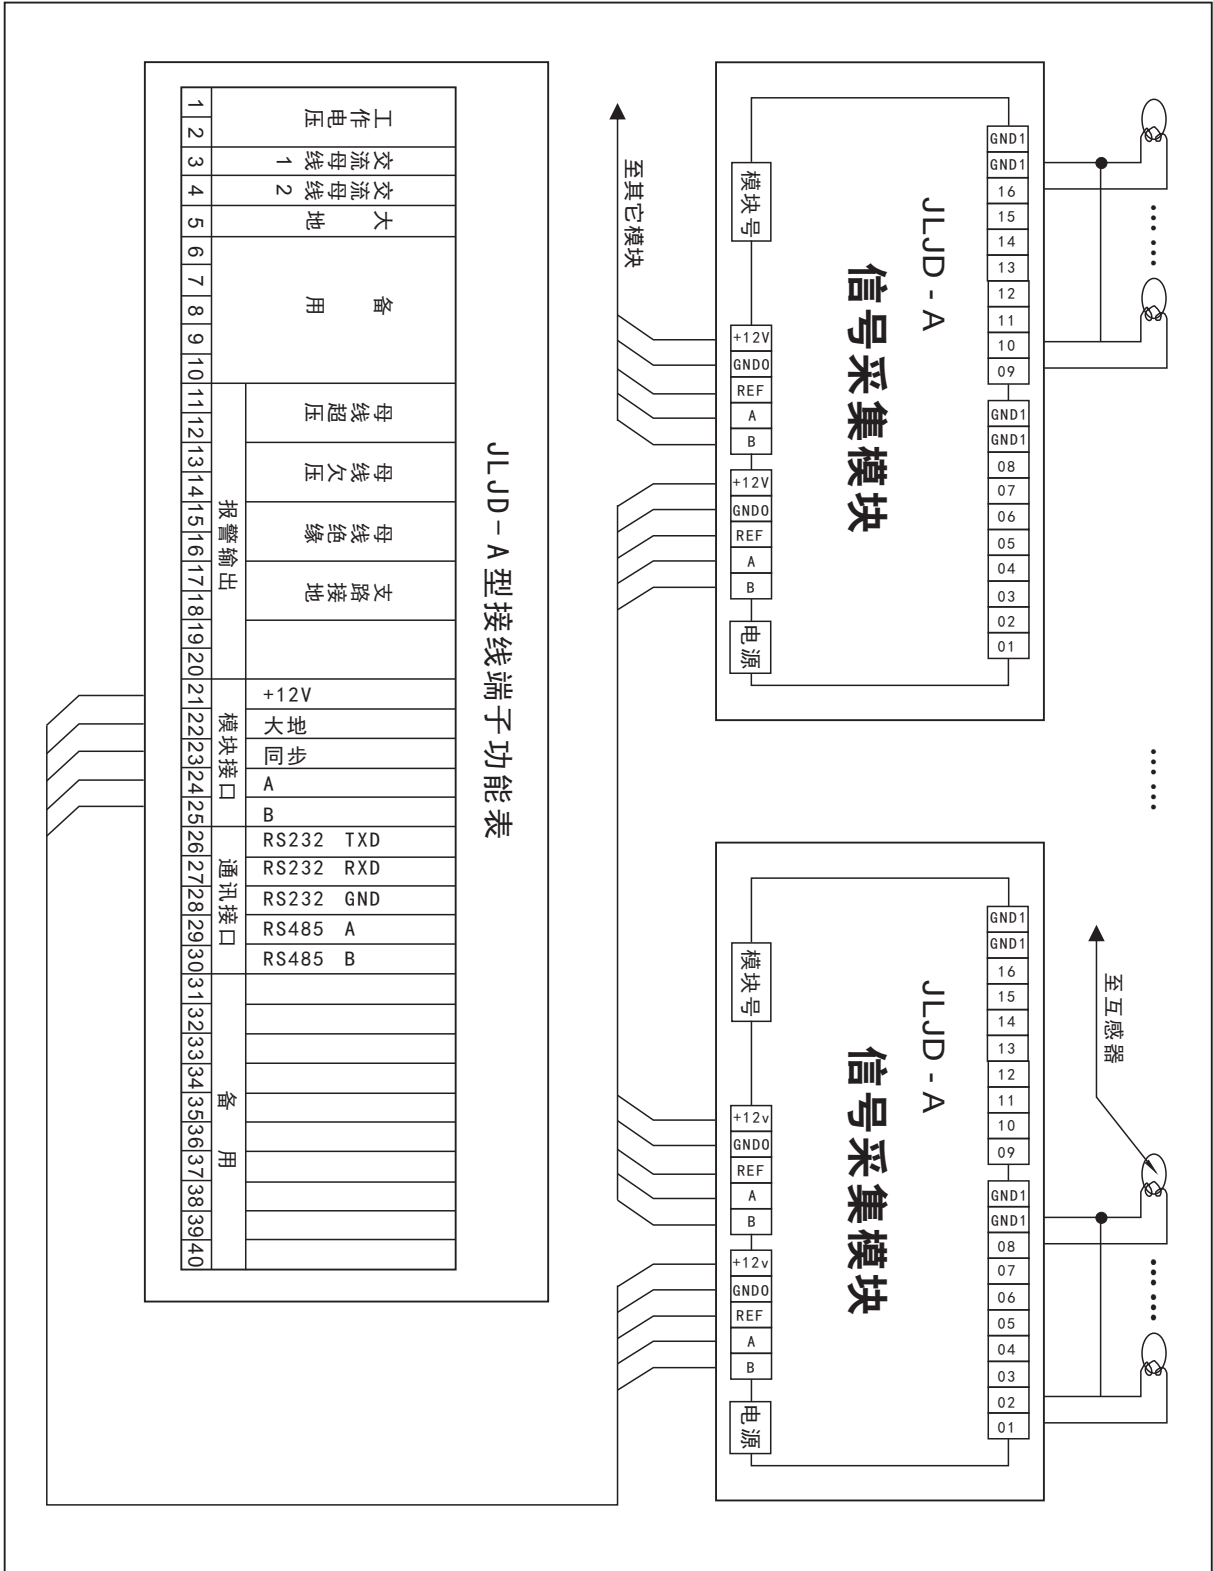 JLJD-A型接线端子功能表
1
2
工作电压
3
交流母线1
4
交流母线2
5
大地
6
7
8
9
10
备用
报警输出
11
12
母线超压
13
14
母线欠压
15
16
母线绝缘
17
18
支路接地
19
20
模块接口
21
+12V
22
大地
23
同步
24
A
25
B
通讯接口
26
RS232 TXD
27
RS232 RXD
28
RS232 GND
29
RS485 A
30
RS485 B
31
32
33
34
35
36
37
38
39
40
备用
至其它模块
JLJD-A
信号采集模块
模块号
+12V
GND0
REF
A
B
+12V
GND0
REF
A
B
电源
GND1
GND1
16
15
14
13
12
11
10
09
GND1
GND1
08
07
06
05
04
03
02
01
JLJD-A
信号采集模块
模块号
+12v
GND0
REF
A
B
+12v
GND0
REF
A
B
电源
GND1
GND1
16
15
14
13
12
11
10
09
GND1
GND1
08
07
06
05
04
03
02
01
至互感器